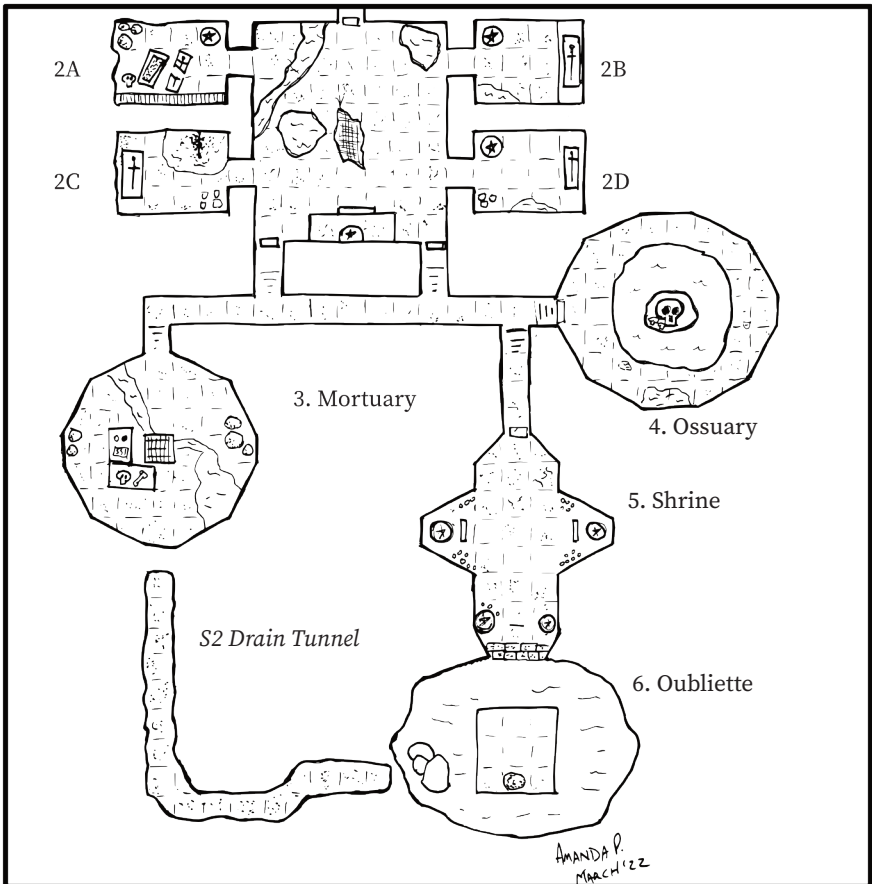 2A
2B
2C
2D
3. Mortuary
4. Ossuary
5. Shrine
S2 Drain Tunnel
6. Oubliette
AMANDA P.
MARCH '22